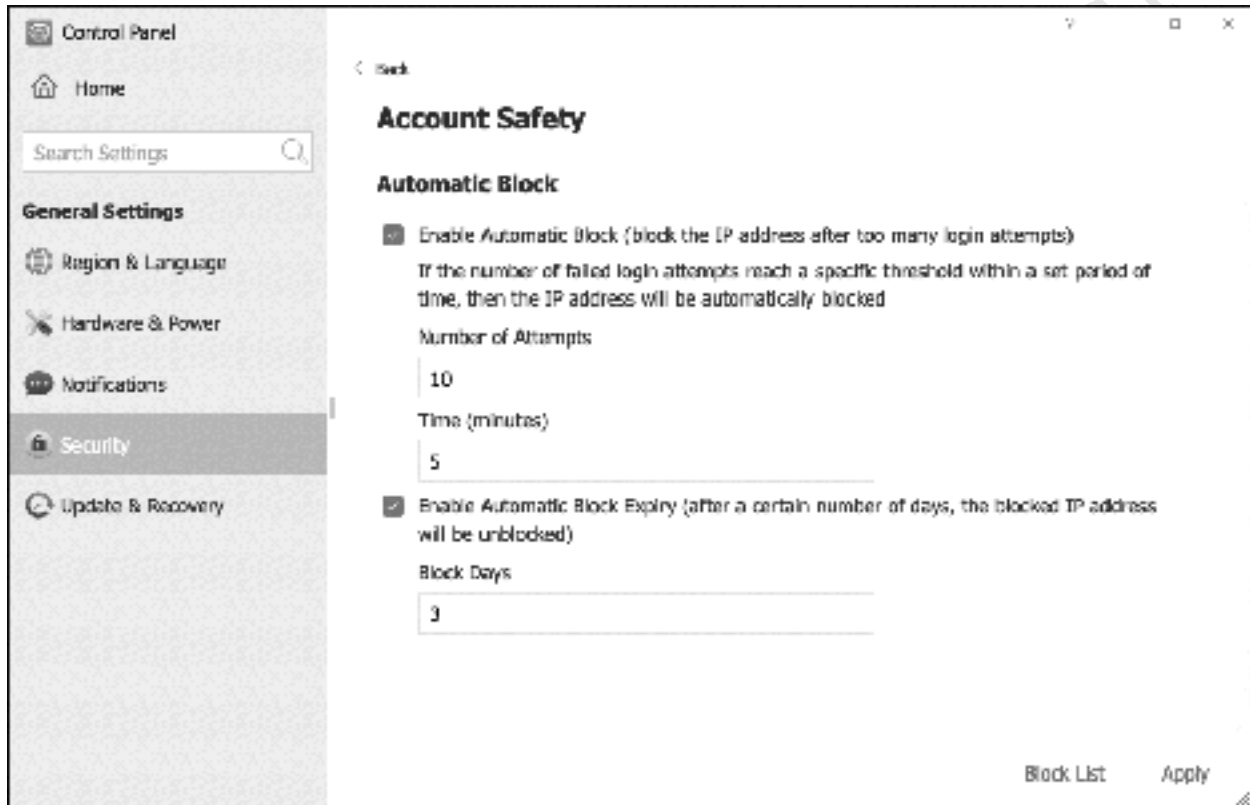 Control Panel
Home
Search Settings
General Settings
Region & Language
Hardware & Power
Notifications
Security
Update & Recovery
?
Back
Account Safety
Automatic Block
Enable Automatic Block (block the IP address after too many login attempts)
If the number of failed login attempts reach a specific threshold within a set period of
time, then the IP address will be automatically blocked
Number of Attempts
10
Time (minutes)
5
Enable Automatic Block Expiry (after a certain number of days, the blocked IP address
will be unblocked)
Block Days
3
Block List
Apply